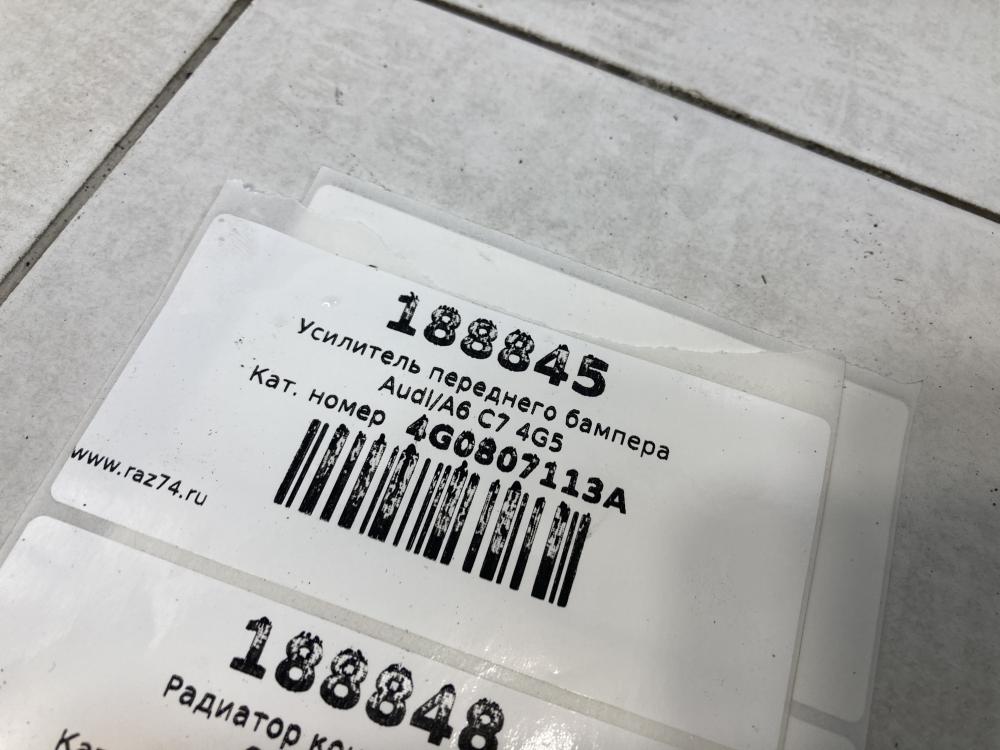 188845
Усилитель переднего бампера
Audi/A6 C7 4G5
Кат. номер 4G0807113A
www.raz74.ru
188848
Радиатор